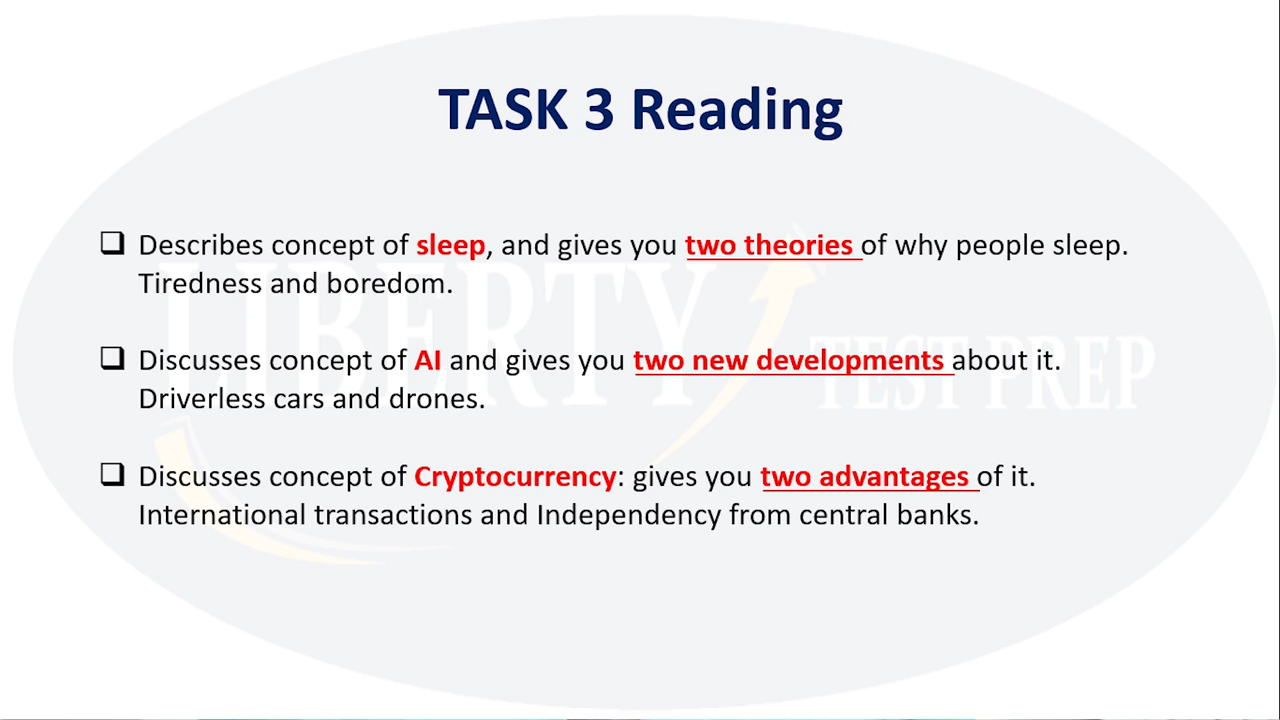 TASK 3 Reading
❑ Describes concept of sleep, and gives you two theories of why people sleep.
Tiredness and boredom.
❑ Discusses concept of AI and gives you two new developments about it.
Driverless cars and drones.
❑ Discusses concept of Cryptocurrency: gives you two advantages of it.
International transactions and Independency from central banks.
LIBERTY TEST PREP